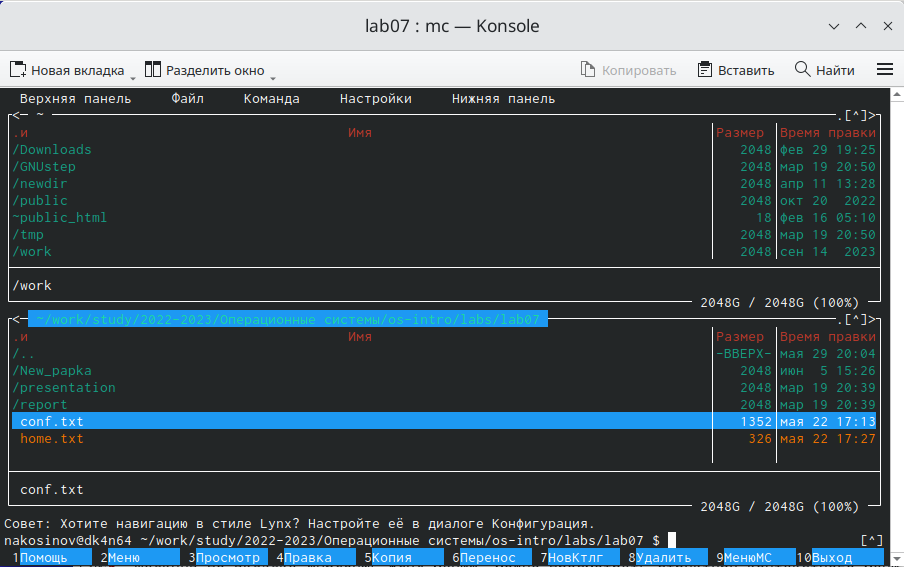 lab07 : mc — Konsole
Новая вкладка Разделить окно Копировать Вставить Найти
Верхняя панель Файл Команда Настройки Нижняя панель
<— ~ .[^]>
.и Имя Размер Время правки
/Downloads 2048 фев 29 19:25
/GNUstep 2048 мар 19 20:50
/newdir 2048 апр 11 13:28
/public 2048 окт 20 2022
~public_html 18 фев 16 05:10
/tmp 2048 мар 19 20:50
/work 2048 сен 14 2023
/work
2048G / 2048G (100%)
<— ~/work/study/2022-2023/Операционные системы/os-intro/labs/lab07 .[^]>
.и Имя Размер Время правки
/.. -ВВЕРХ- мая 29 20:04
/New_papka 2048 июн 5 15:26
/presentation 2048 мар 19 20:39
/report 2048 мар 19 20:39
conf.txt 1352 мая 22 17:13
home.txt 326 мая 22 17:27
conf.txt
2048G / 2048G (100%)
Совет: Хотите навигацию в стиле Lynx? Настройте её в диалоге Конфигурация.
nakosinov@dk4n64 ~/work/study/2022-2023/Операционные системы/os-intro/labs/lab07 $ [^]
1Помощь 2Меню 3Просмотр 4Правка 5Копия 6Перенос 7НовКтлг 8Удалить 9МенюMC 10Выход